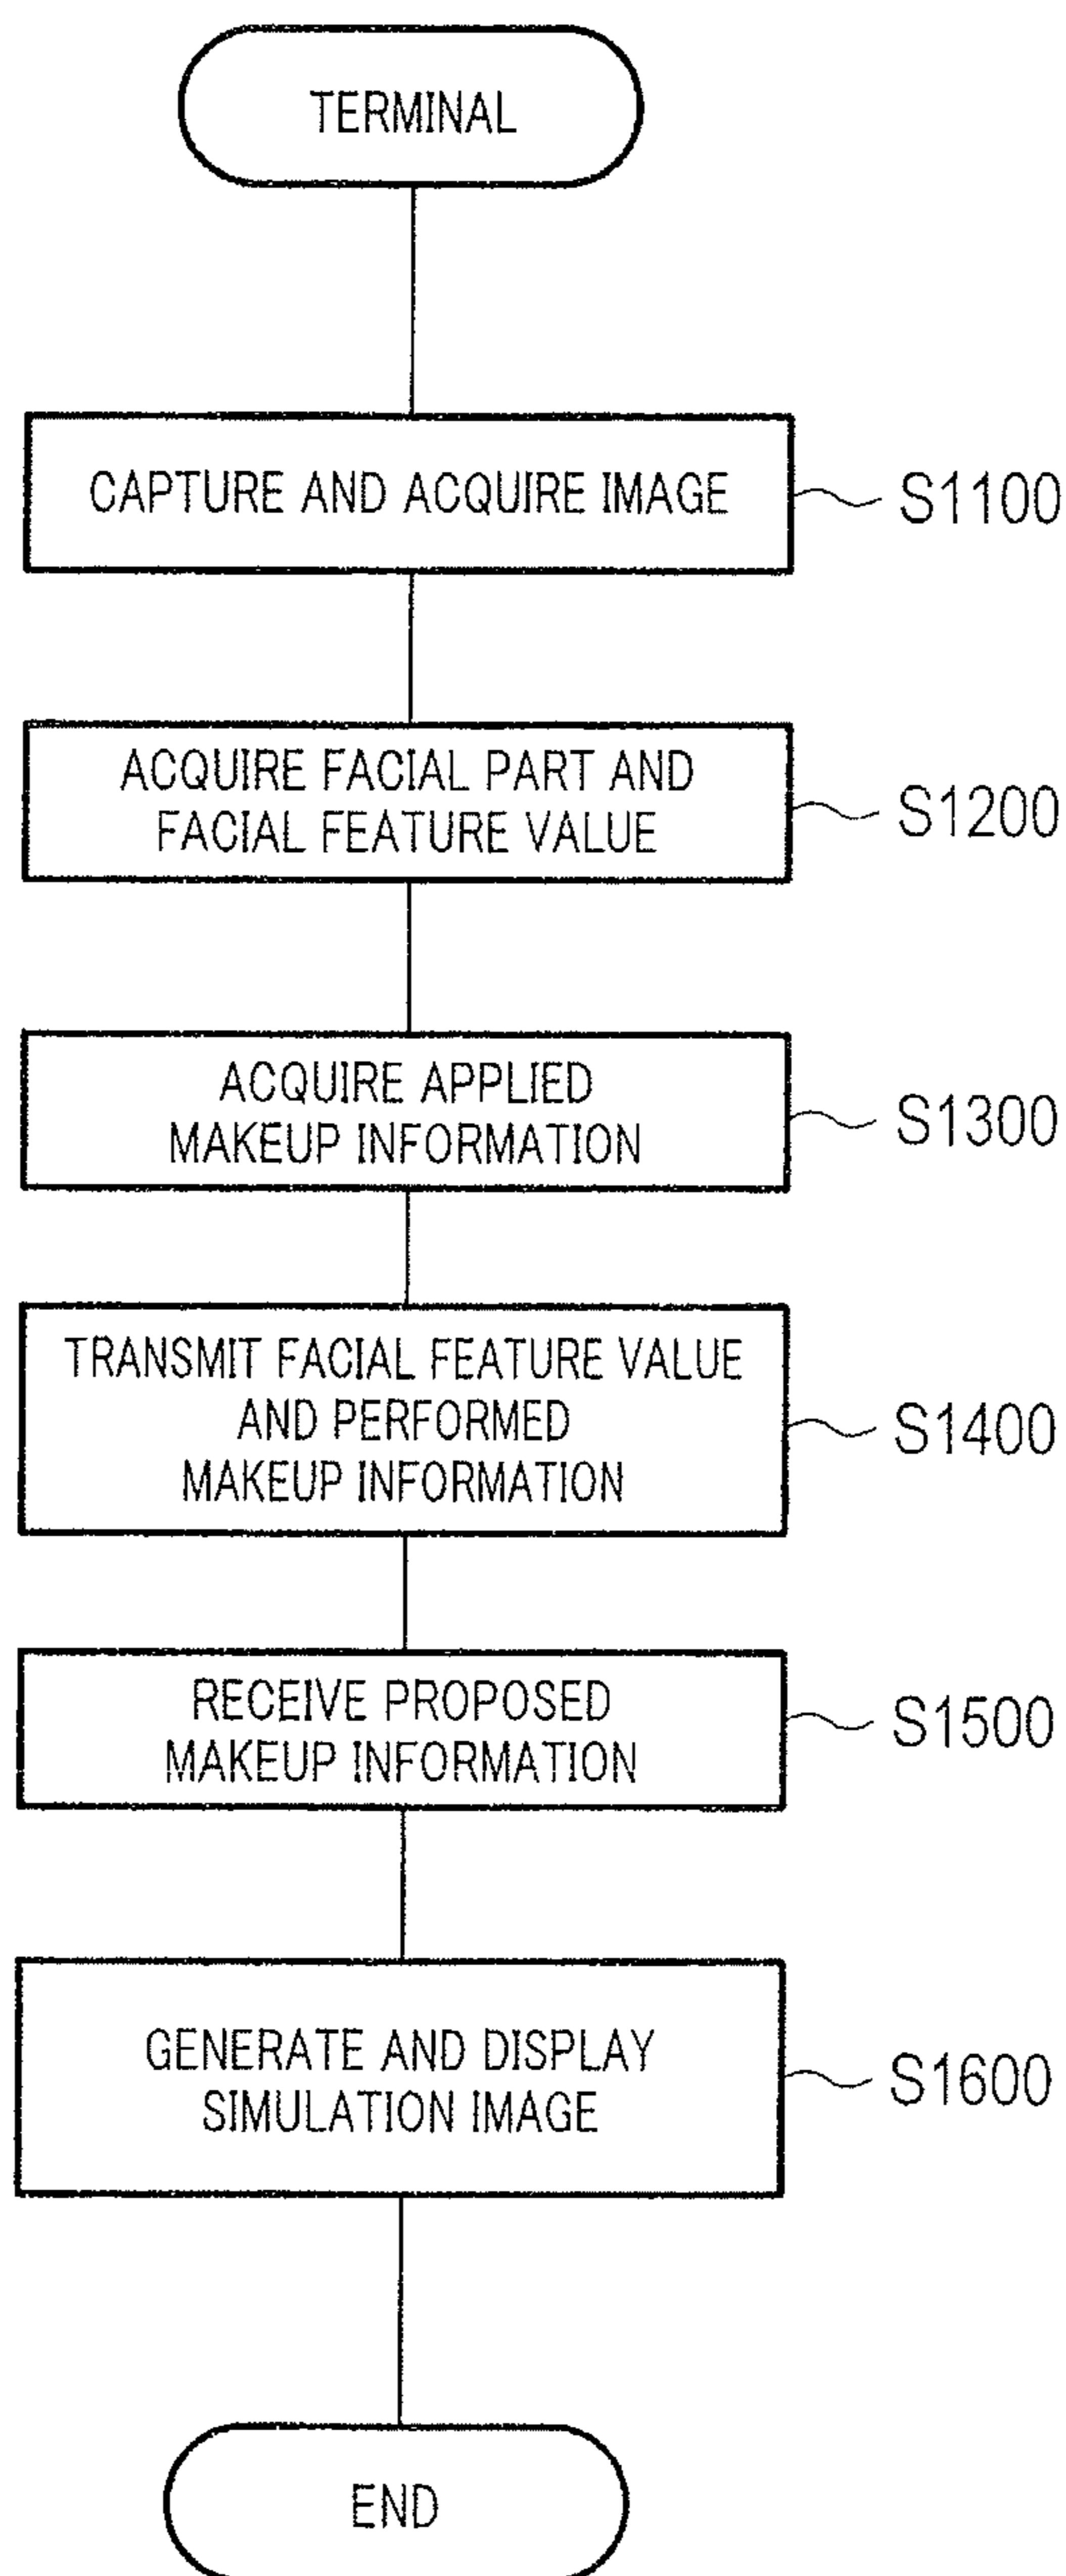 TERMINAL
CAPTURE AND ACQUIRE IMAGE
S1100
ACQUIRE FACIAL PART AND
FACIAL FEATURE VALUE
S1200
ACQUIRE APPLIED
MAKEUP INFORMATION
S1300
TRANSMIT FACIAL FEATURE VALUE
AND PERFORMED
MAKEUP INFORMATION
S1400
RECEIVE PROPOSED
MAKEUP INFORMATION
S1500
GENERATE AND DISPLAY
SIMULATION IMAGE
S1600
END